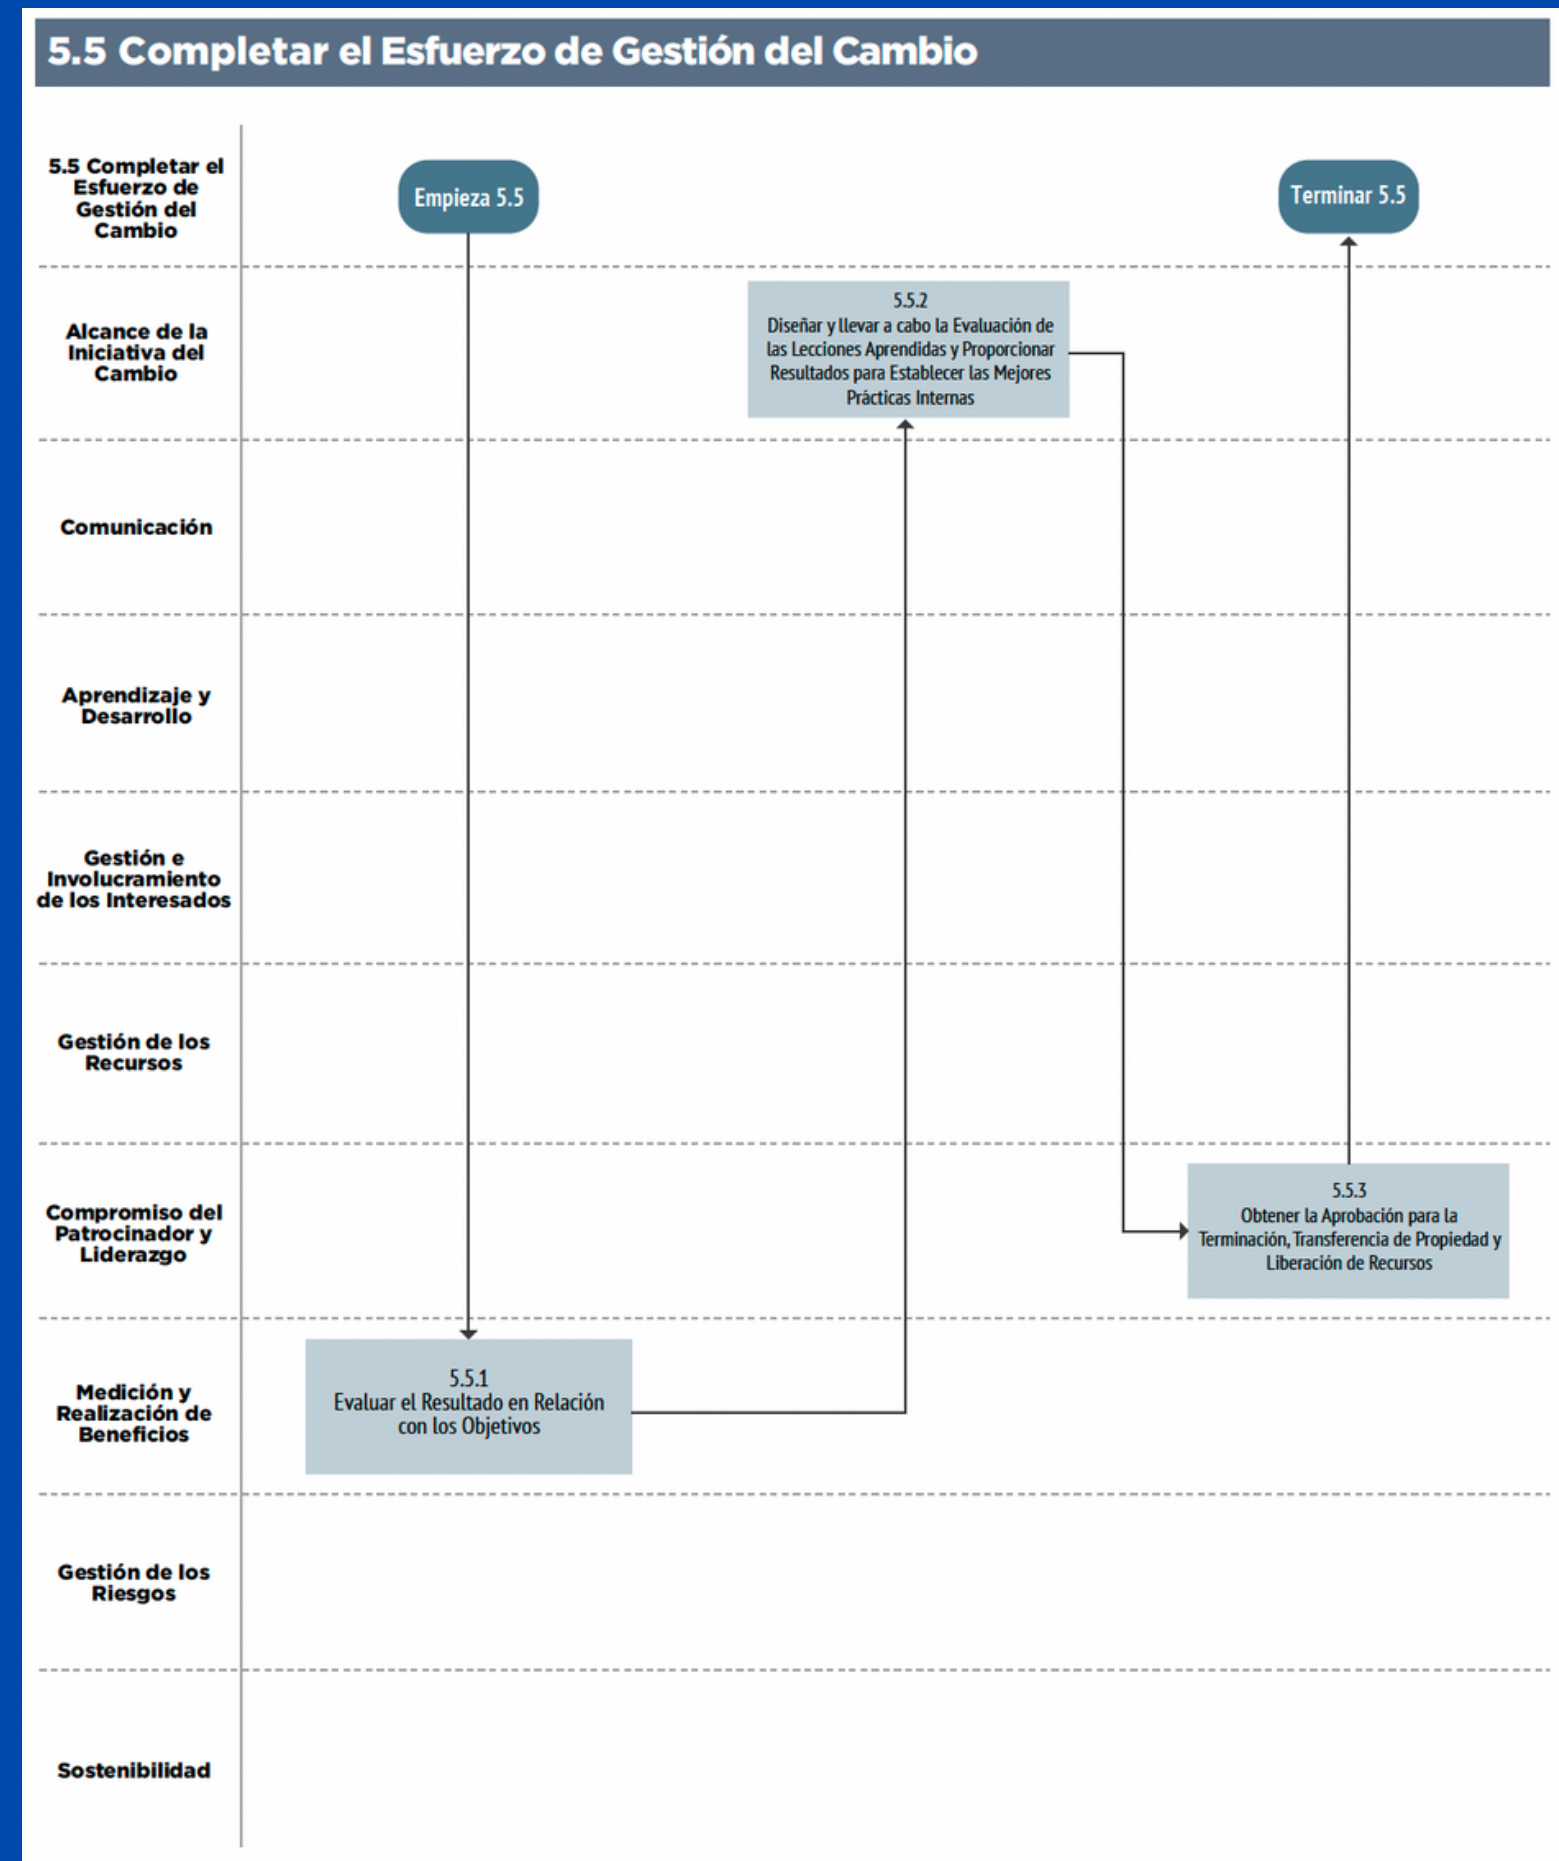 5.5 Completar el Esfuerzo de Gestión del Cambio
5.5 Completar el
Esfuerzo de
Gestión del
Cambio
Empieza 5.5
Terminar 5.5
Alcance de la
Iniciativa del
Cambio
5.5.2
Diseñar y llevar a cabo la Evaluación de
las Lecciones Aprendidas y Proporcionar
Resultados para Establecer las Mejores
Prácticas Internas
Comunicación
Aprendizaje y
Desarrollo
Gestión e
Involucramiento
de los Interesados
Gestión de los
Recursos
Compromiso del
Patrocinador y
Liderazgo
5.5.3
Obtener la Aprobación para la
Terminación, Transferencia de Propiedad y
Liberación de Recursos
Medición y
Realización de
Beneficios
5.5.1
Evaluar el Resultado en Relación
con los Objetivos
Gestión de los
Riesgos
Sostenibilidad